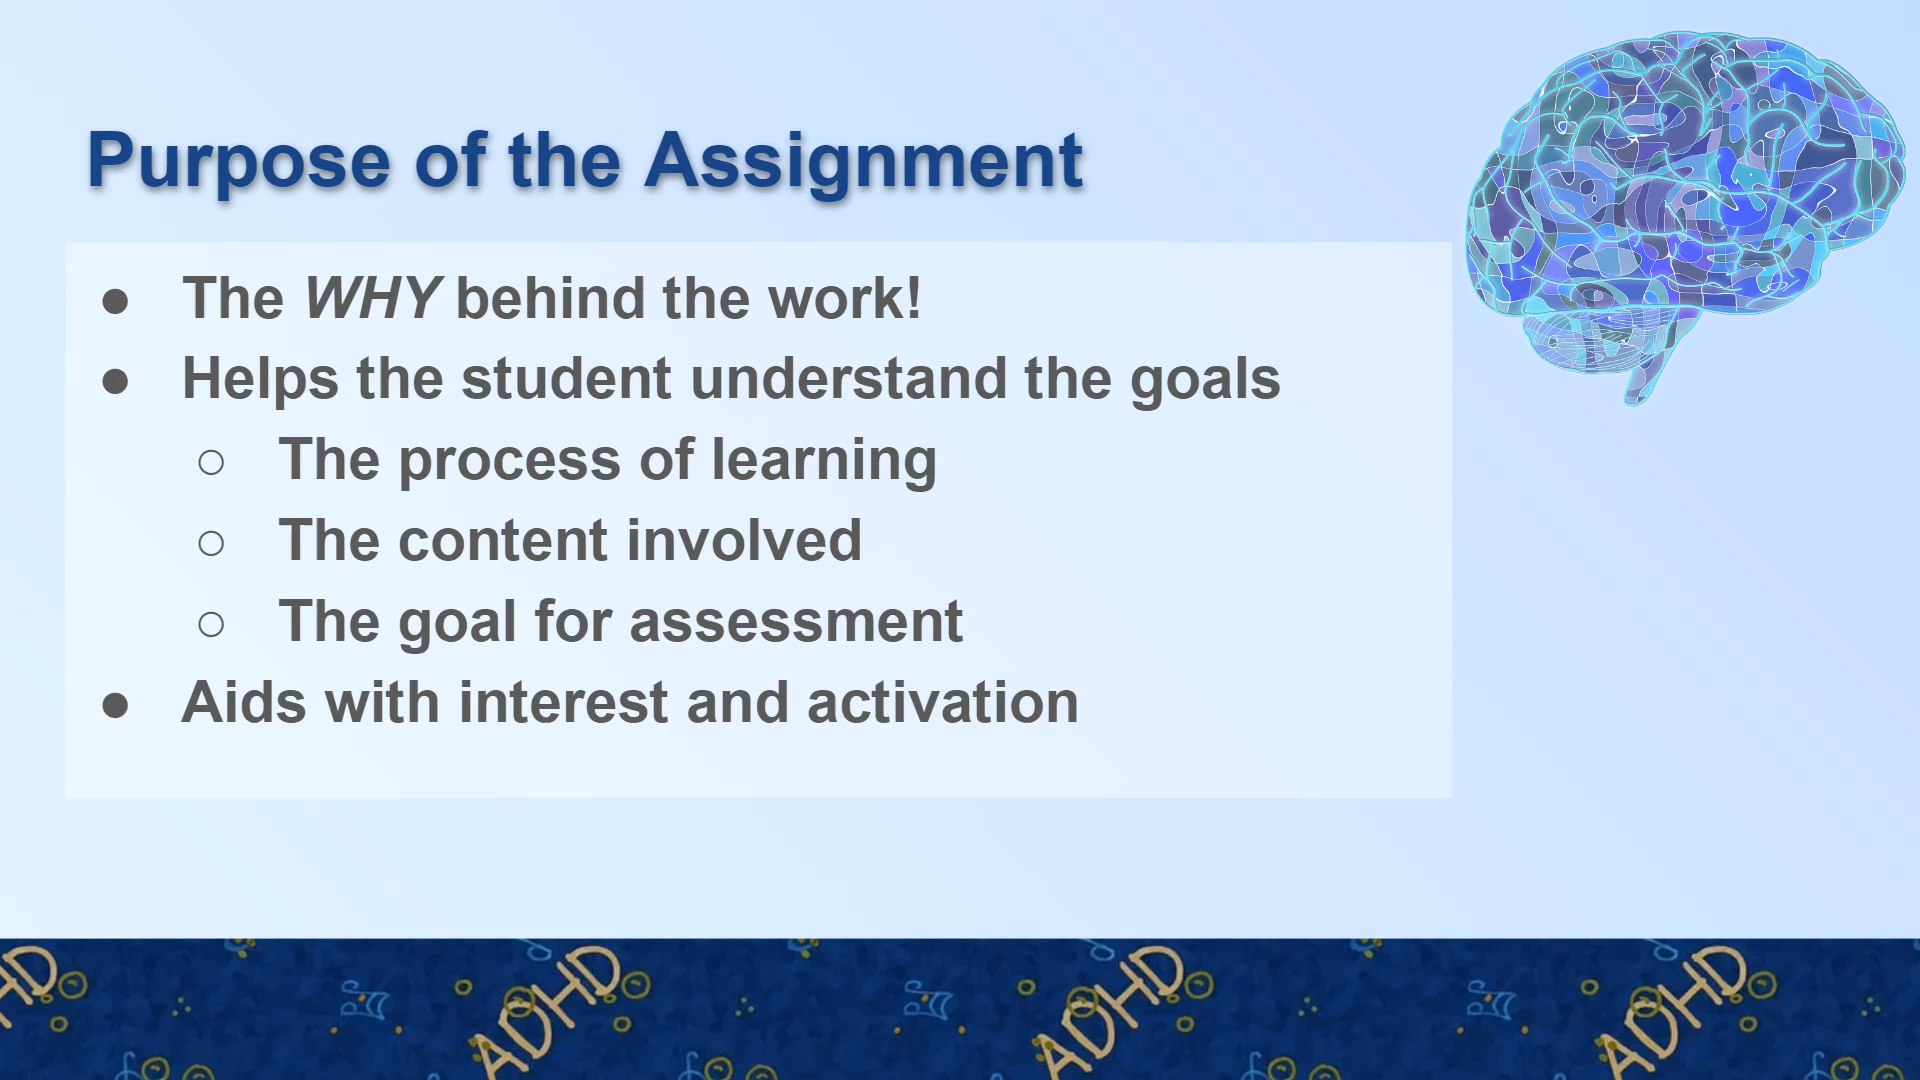 Purpose of the Assignment
● The WHY behind the work!
● Helps the student understand the goals
○ The process of learning
○ The content involved
○ The goal for assessment
● Aids with interest and activation
HD ADHD ADHD ADHD